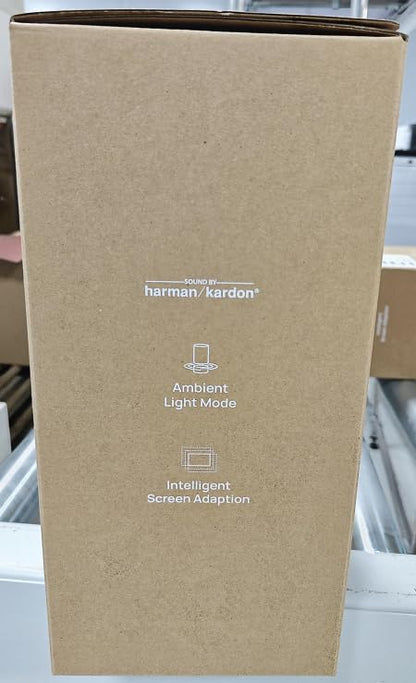 SOUND BY
harman/kardon®
Ambient
Light Mode
Intelligent
Screen Adaption